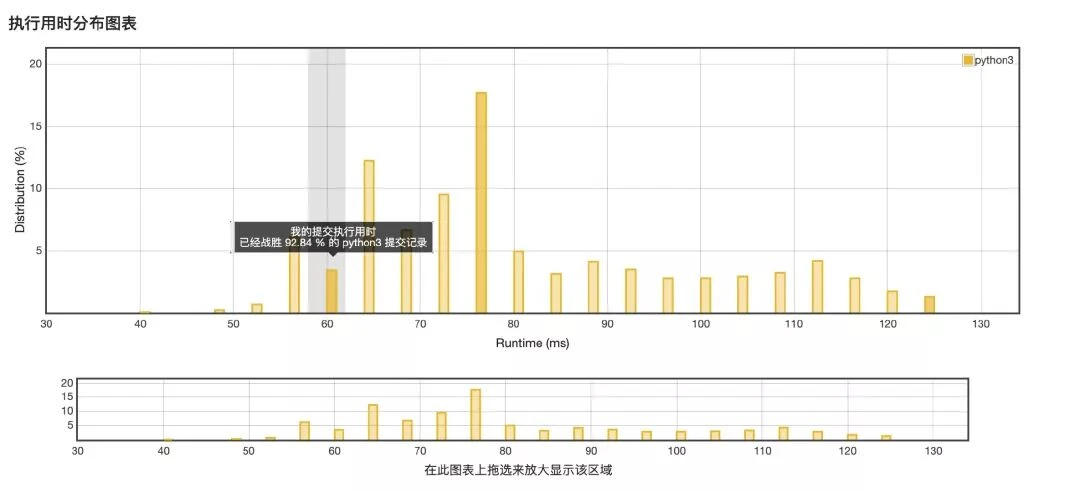 执行用时分布图表
20
15
10
5
Distribution (%)
python3
我的提交执行用时
已经战胜 92.84 % 的 python3 提交记录
30 40 50 60 70 80 90 100 110 120 130
Runtime (ms)
20
15
10
5
30 40 50 60 70 80 90 100 110 120 130
在此图表上拖选来放大显示该区域